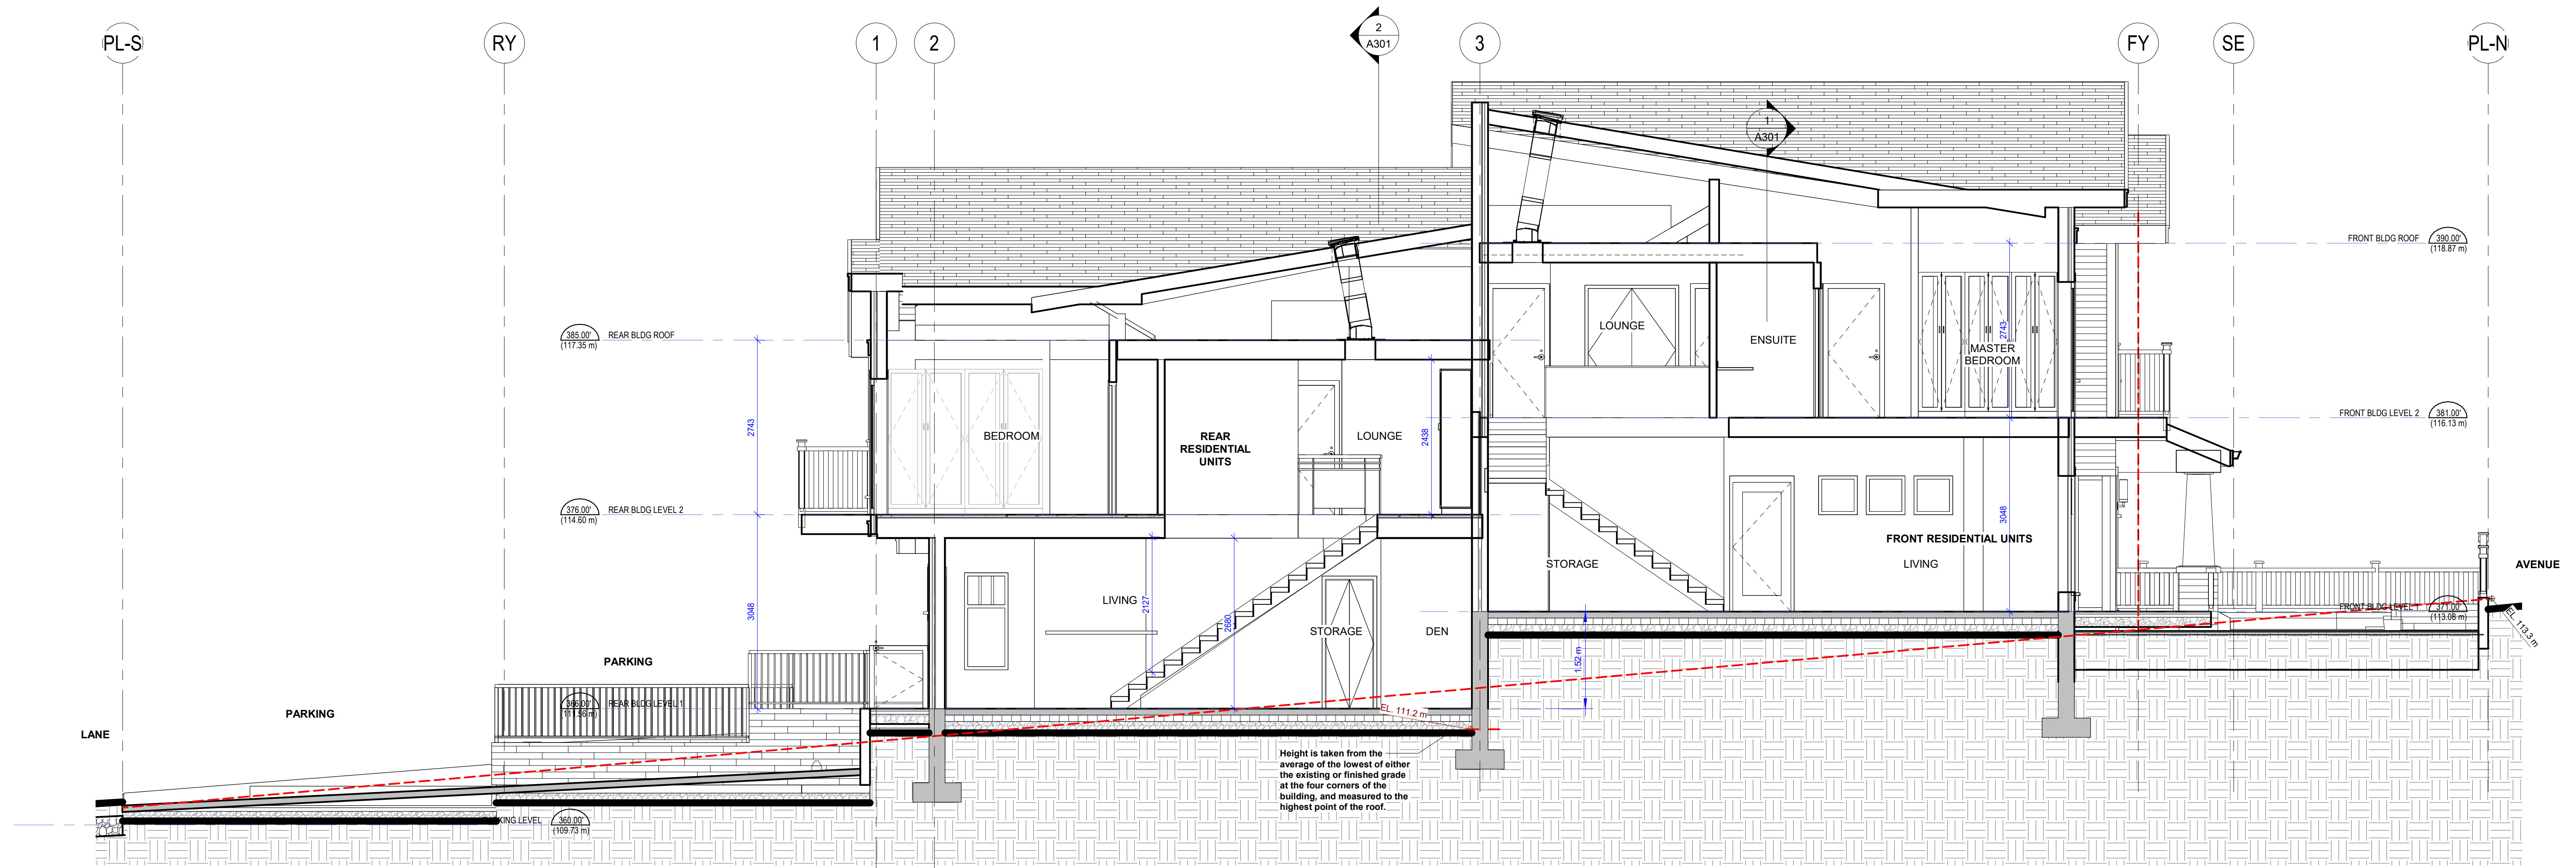 PL-S
RY
1
2
2
A301
3
FY
SE
PL-N
1
A301
FRONT BLDG ROOF
390.00'
(118.87 m)
385.00'
(117.35 m)
REAR BLDG ROOF
LOUNGE
ENSUITE
2743
MASTER
BEDROOM
FRONT BLDG LEVEL 2
381.00'
(116.13 m)
2743
BEDROOM
REAR
RESIDENTIAL
UNITS
LOUNGE
2438
376.00'
(114.60 m)
REAR BLDG LEVEL 2
3048
FRONT RESIDENTIAL UNITS
STORAGE
LIVING
AVENUE
3048
LIVING
2127
2680
STORAGE
DEN
FRONT BLDG LEVEL
371.00'
(113.08 m)
EL. 113.3 m
1.52 m
PARKING
PARKING
LANE
366.00'
(111.56 m)
REAR BLDG LEVEL 1
EL. 111.2 m
Height is taken from the
average of the lowest of either
the existing or finished grade
at the four corners of the
building, and measured to the
highest point of the roof.
KING LEVEL
360.00'
(109.73 m)